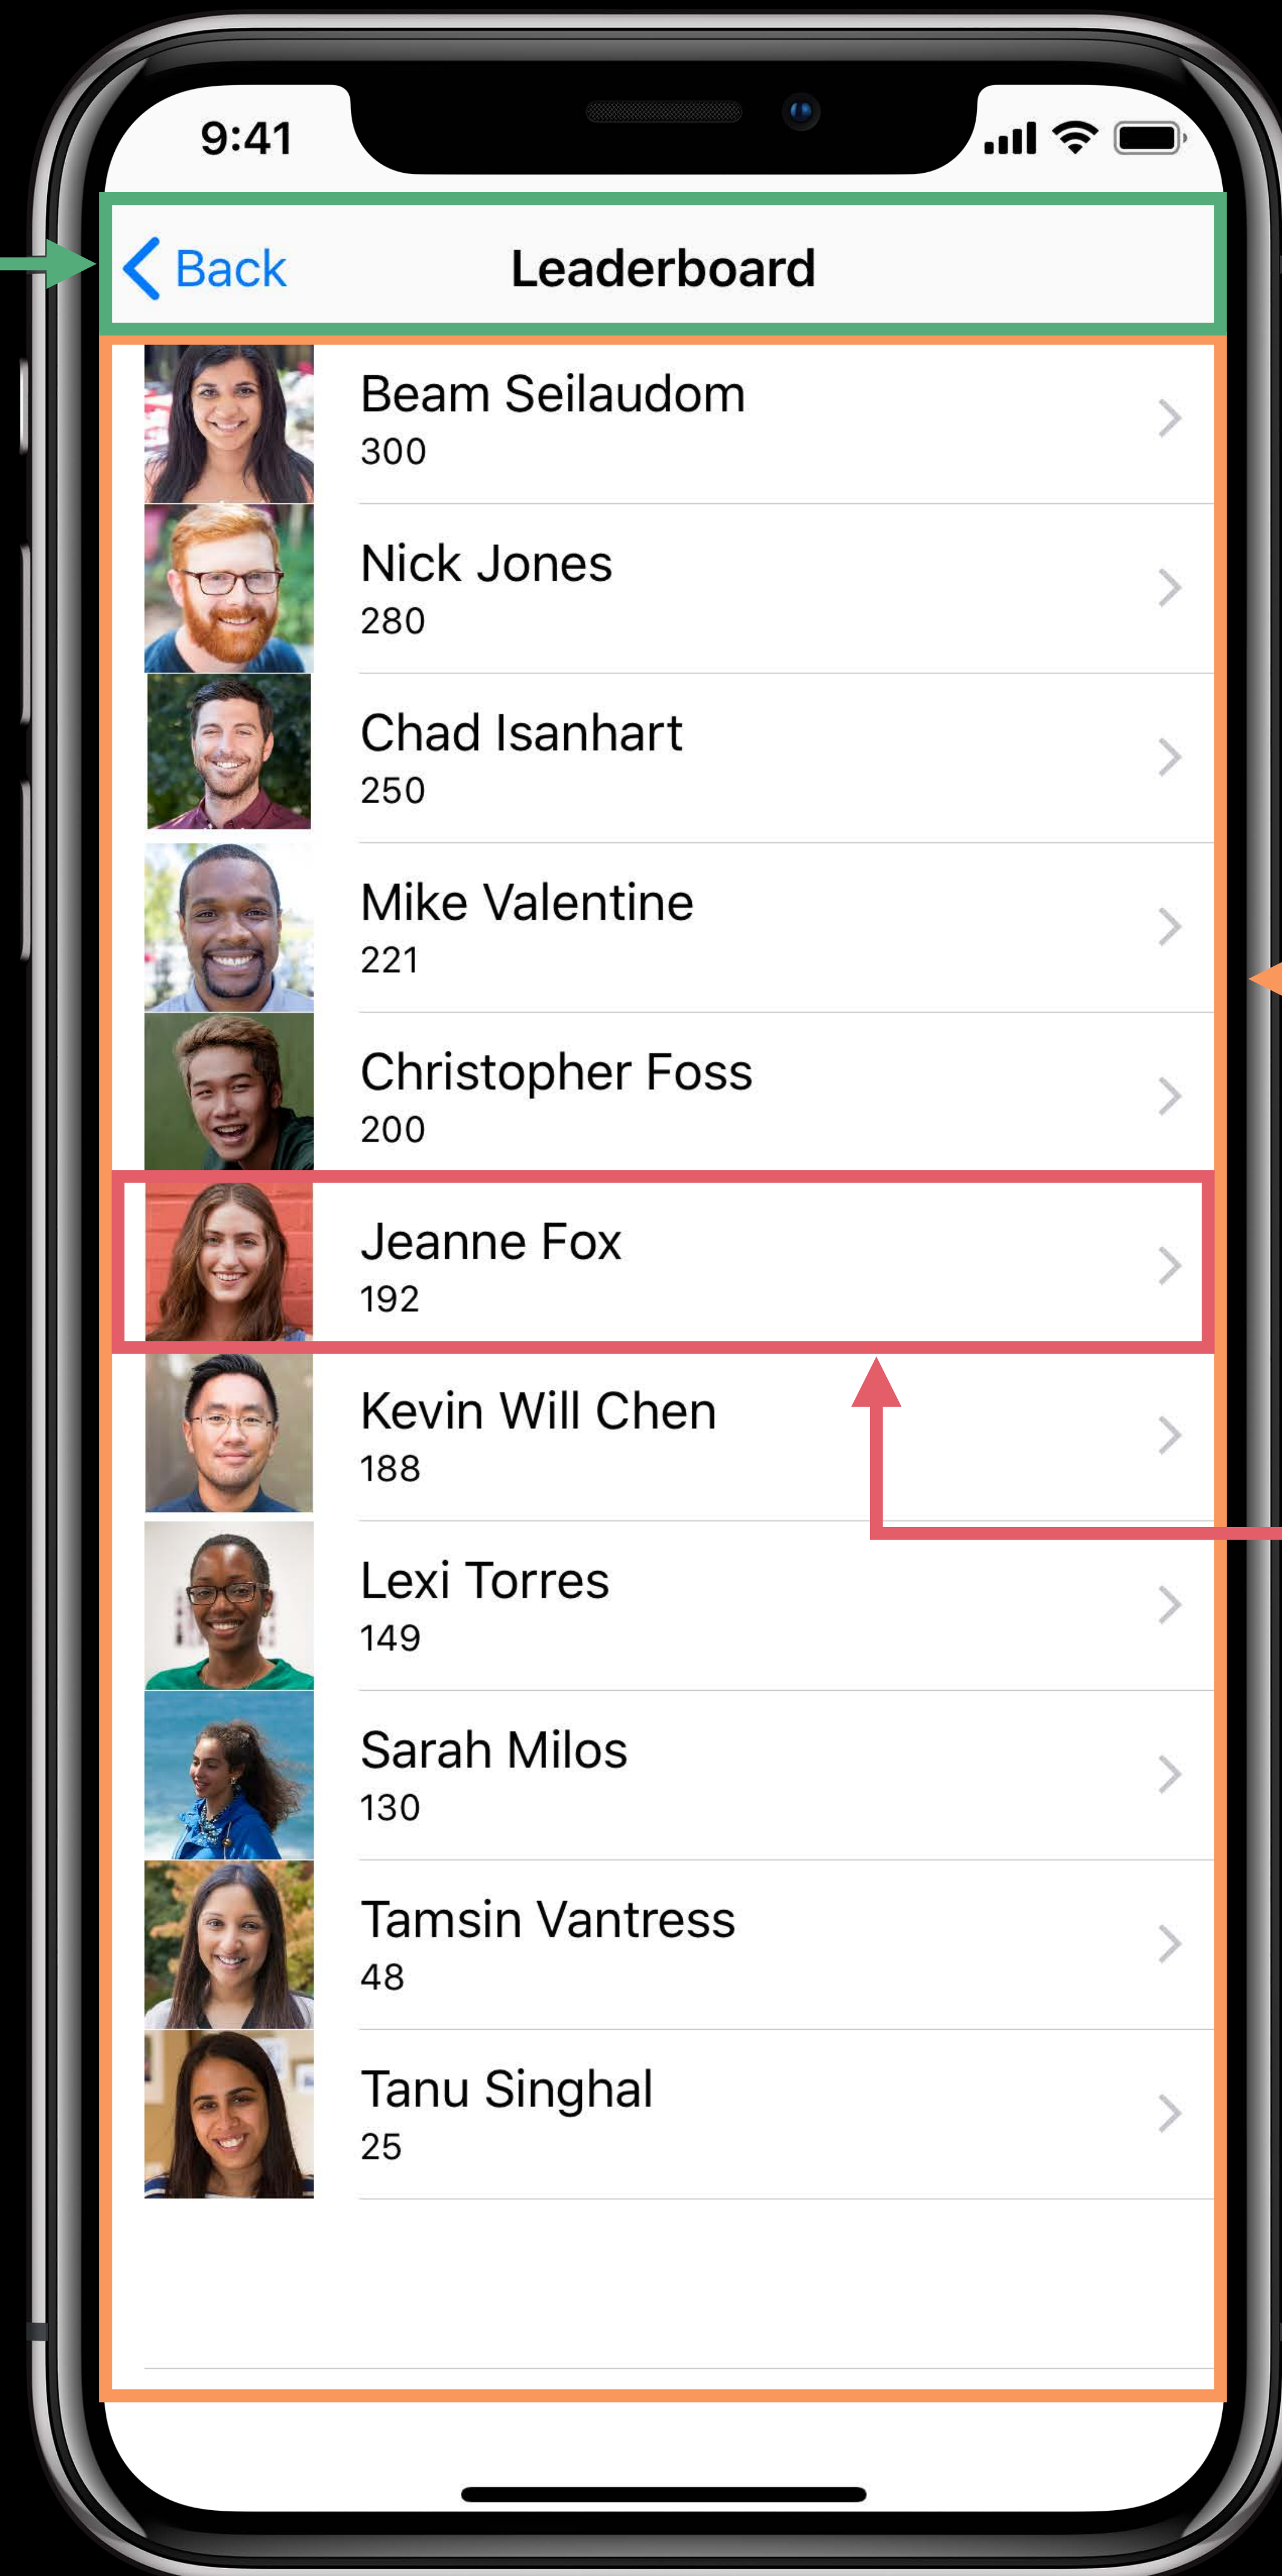 9:41
Back
Leaderboard
Beam Seilaudom
300
Nick Jones
280
Chad Isanhart
250
Mike Valentine
221
Christopher Foss
200
Jeanne Fox
192
Kevin Will Chen
188
Lexi Torres
149
Sarah Milos
130
Tamsin Vantress
48
Tanu Singhal
25